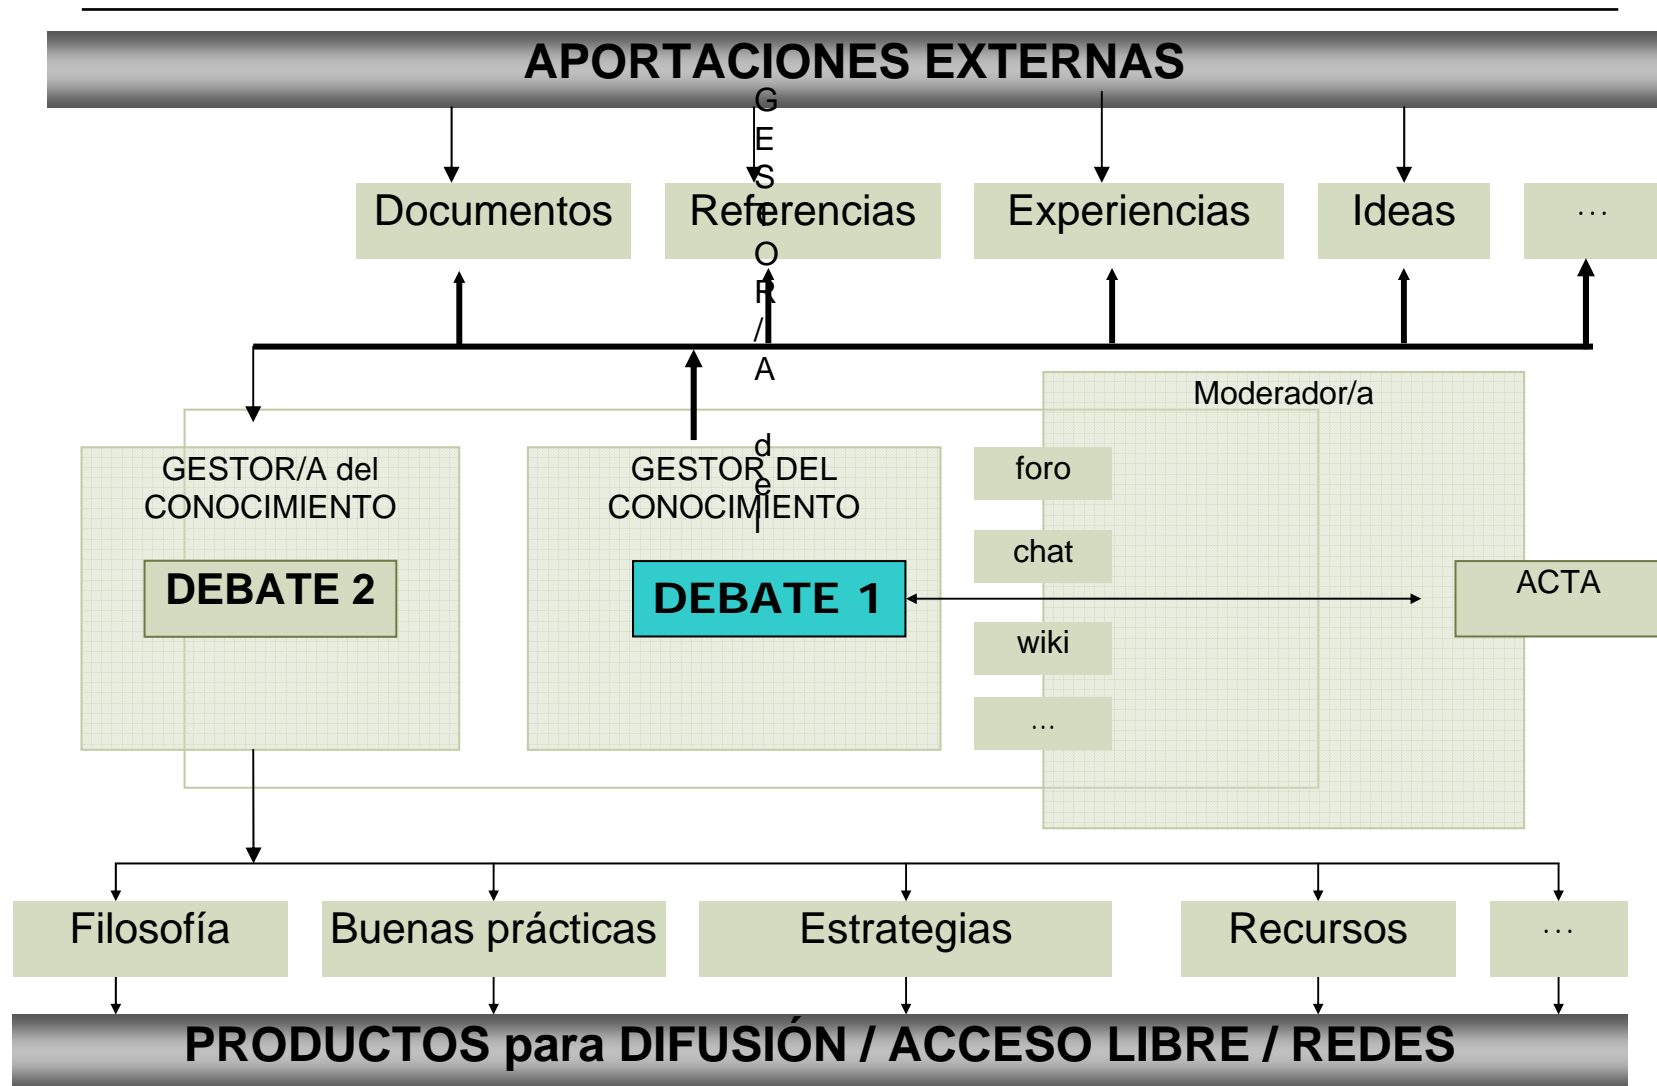 APORTACIONES EXTERNAS
GESTOR/A del
Documentos
Referencias
Experiencias
Ideas
...
Moderador/a
GESTOR/A del
CONOCIMIENTO
DEBATE 2
GESTOR DEL
CONOCIMIENTO
DEBATE 1
foro
chat
wiki
...
ACTA
Filosofía
Buenas prácticas
Estrategias
Recursos
...
PRODUCTOS para DIFUSIÓN / ACCESO LIBRE / REDES